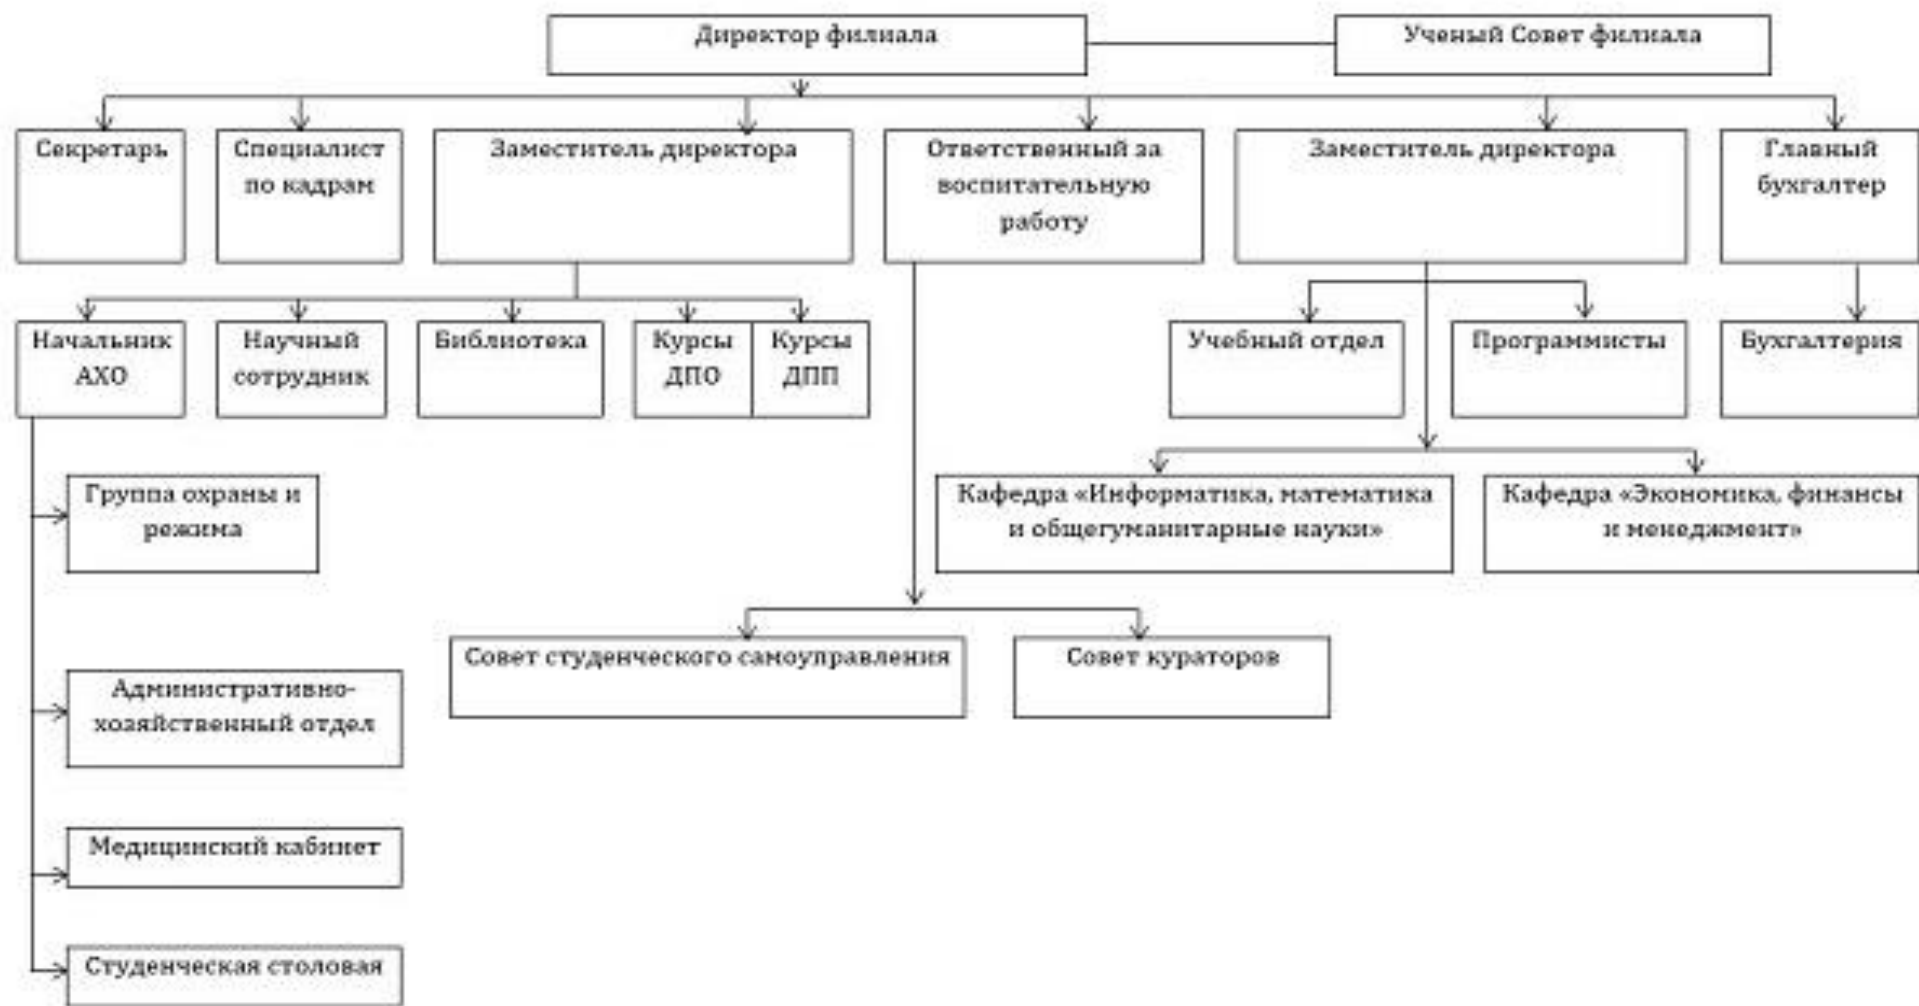 Директор филиала
Ученый Совет филиала
Секретарь
Специалист
по кадрам
Заместитель директора
Ответственный за
воспитательную
работу
Заместитель директора
Главный
бухгалтер
Начальник
АХО
Научный
сотрудник
Библиотека
Курсы
ДПО
Курсы
ДПП
Учебный отдел
Программисты
Бухгалтерия
Группа охраны и
режима
Кафедра «Информатика, математика
и общегуманитарные науки»
Кафедра «Экономика, финансы
и менеджмент»
Совет студенческого самоуправления
Совет кураторов
Административно-
хозяйственный отдел
Медицинский кабинет
Студенческая столовая